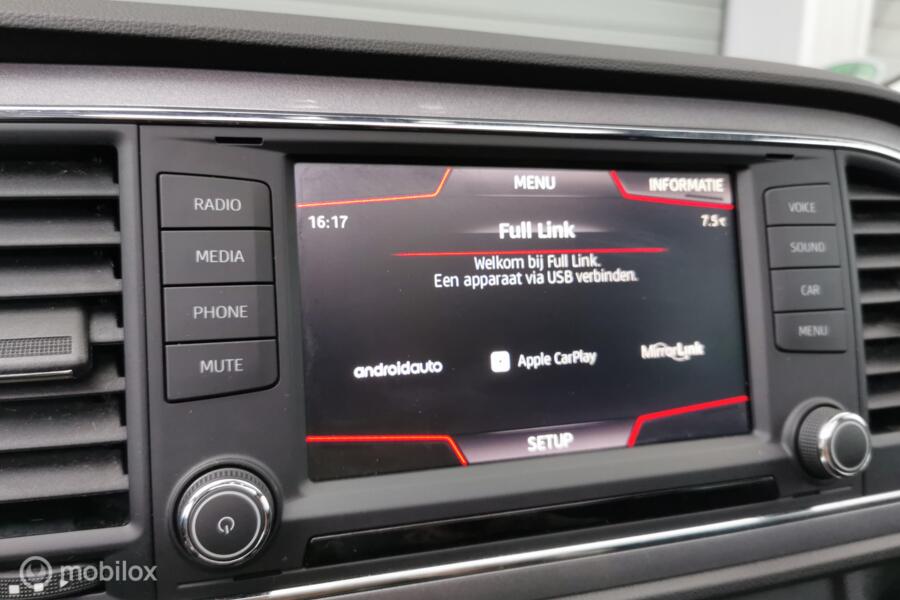 MENU
INFORMATIE
16:17
7.5°C
Full Link
Welkom bij Full Link.
Een apparaat via USB verbinden.
androidauto
Apple CarPlay
MirrorLink
SETUP
RADIO
MEDIA
PHONE
MUTE
VOICE
SOUND
CAR
MENU
mobilox